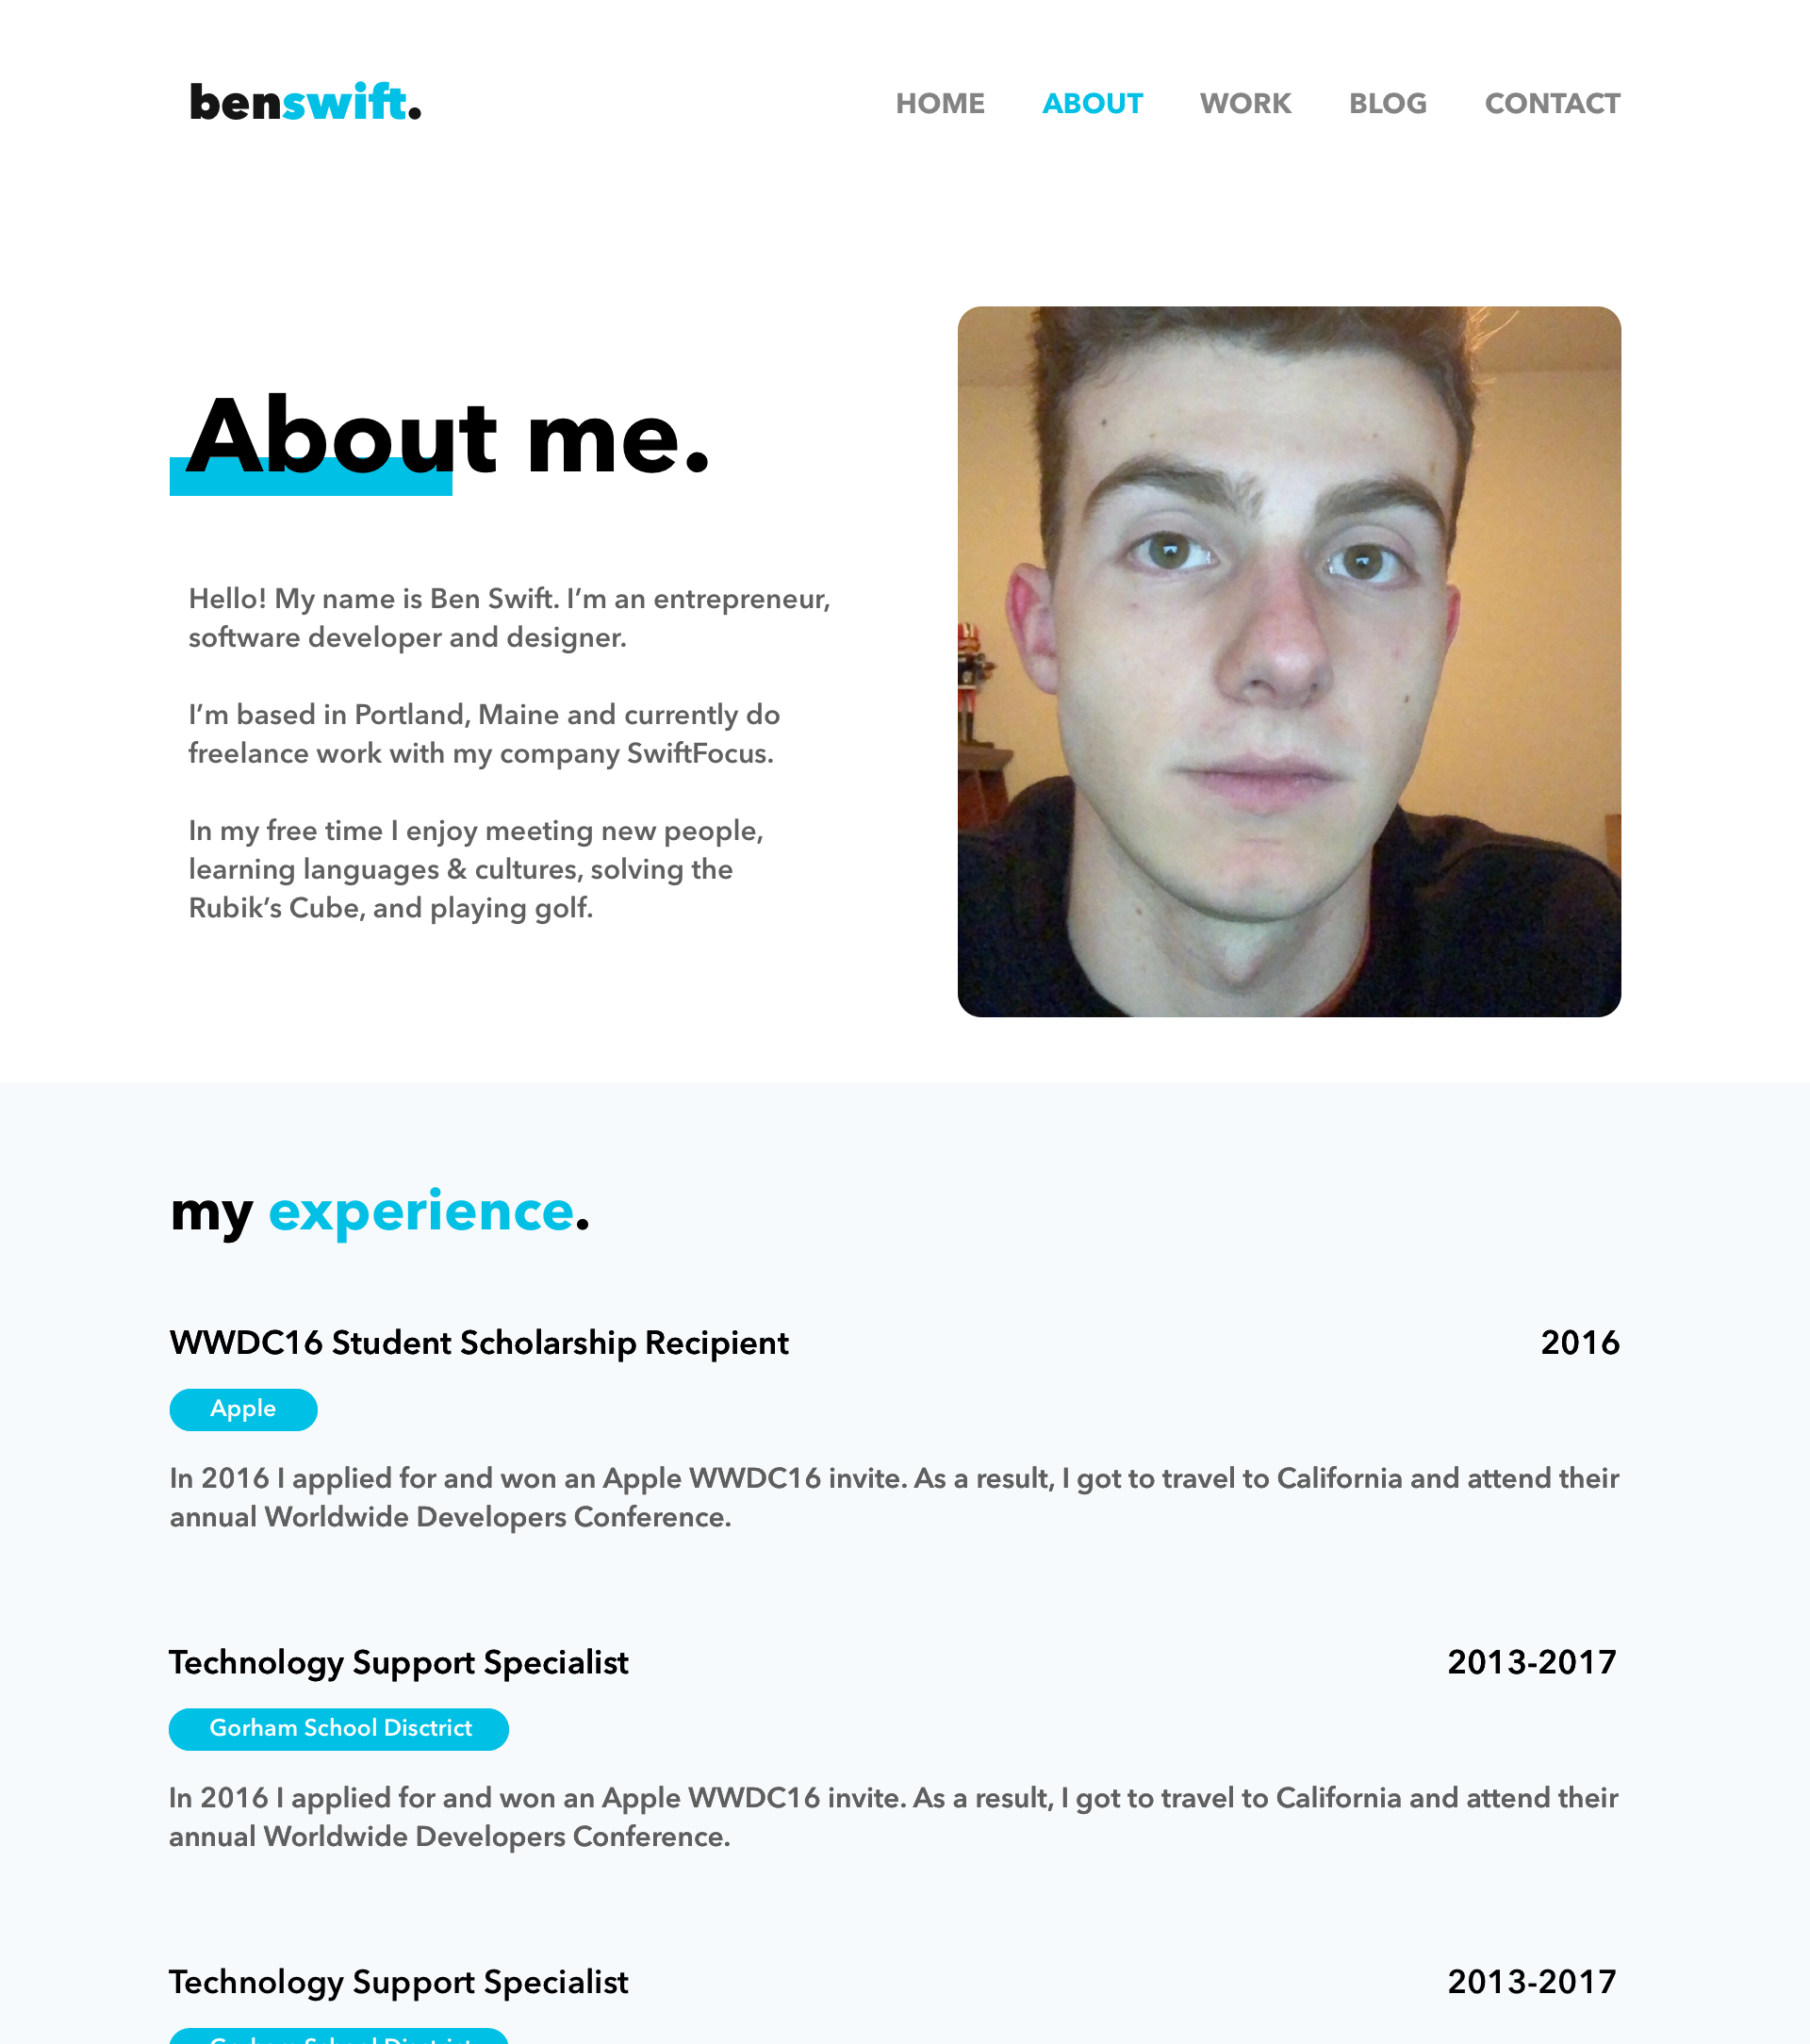 benswift.
HOME ABOUT WORK BLOG CONTACT
About me.
Hello! My name is Ben Swift. I’m an entrepreneur,
software developer and designer.
I’m based in Portland, Maine and currently do
freelance work with my company SwiftFocus.
In my free time I enjoy meeting new people,
learning languages & cultures, solving the
Rubik’s Cube, and playing golf.
my experience.
WWDC16 Student Scholarship Recipient 2016
Apple
In 2016 I applied for and won an Apple WWDC16 invite. As a result, I got to travel to California and attend their
annual Worldwide Developers Conference.
Technology Support Specialist 2013-2017
Gorham School Disctrict
In 2016 I applied for and won an Apple WWDC16 invite. As a result, I got to travel to California and attend their
annual Worldwide Developers Conference.
Technology Support Specialist 2013-2017